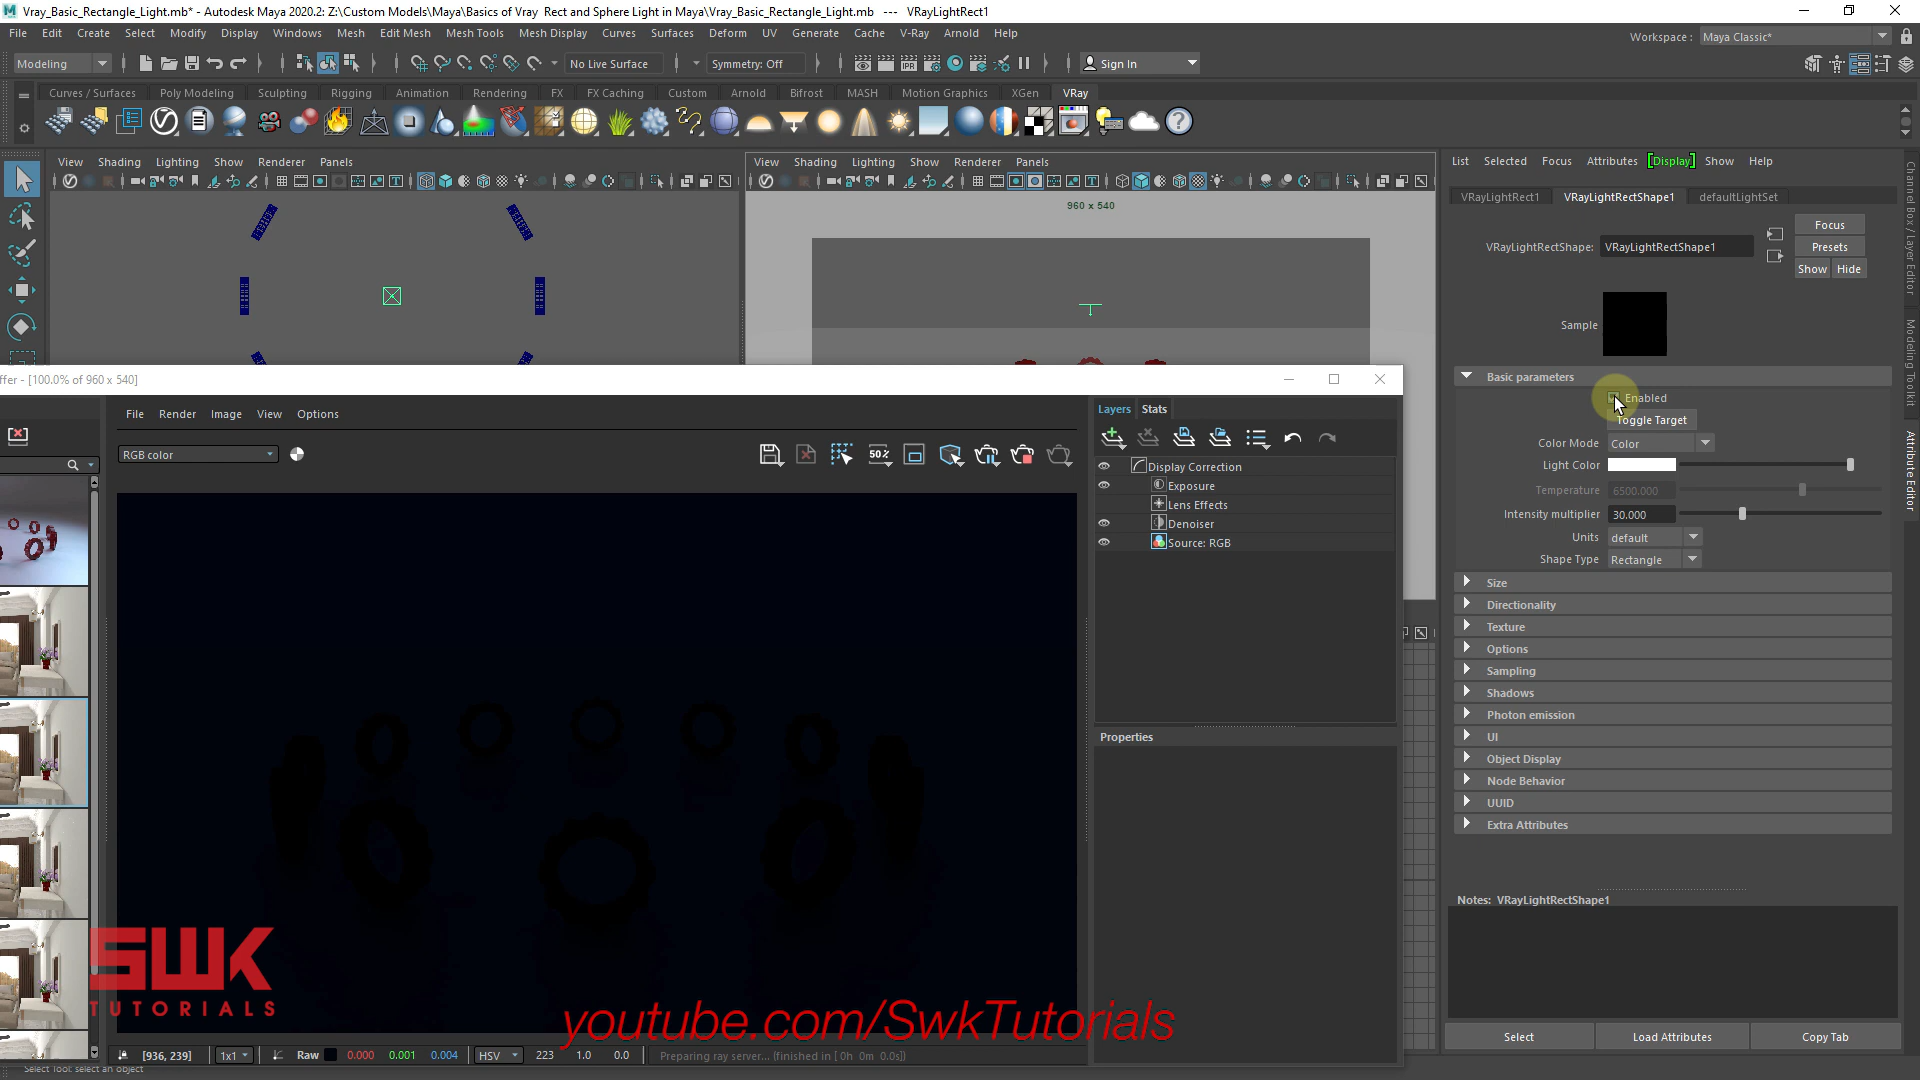 Vray_Basic_Rectangle_Light.mb* - Autodesk Maya 2020.2: Z:\Custom Models\Maya\Basics of Vray Rect and Sphere Light in Maya\Vray_Basic_Rectangle_Light.mb --- VRayLightRect1
File Edit Create Select Modify Display Windows Mesh Edit Mesh Mesh Tools Mesh Display Curves Surfaces Deform UV Generate Cache V-Ray Arnold Help
Workspace : Maya Classic*
Modeling No Live Surface Symmetry: Off Sign In
Curves / Surfaces Poly Modeling Sculpting Rigging Animation Rendering FX FX Caching Custom Arnold Bifrost MASH Motion Graphics XGen VRay
View Shading Lighting Show Renderer Panels
View Shading Lighting Show Renderer Panels
960 x 540
List Selected Focus Attributes [Display] Show Help
VRayLightRect1 VRayLightRectShape1 defaultLightSet
VRayLightRectShape: VRayLightRectShape1
Focus
Presets
Show Hide
Sample
Basic parameters
Enabled
Toggle Target
Color Mode Color
Light Color
Temperature 6500.000
Intensity multiplier 30.000
Units default
Shape Type Rectangle
Size
Directionality
Texture
Options
Sampling
Shadows
Photon emission
UI
Object Display
Node Behavior
UUID
Extra Attributes
Notes: VRayLightRectShape1
Select Load Attributes Copy Tab
Channel Box / Layer Editor
Modeling Toolkit
Attribute Editor
ffer - [100.0% of 960 x 540]
File Render Image View Options
RGB color
50%
Layers Stats
Display Correction
Exposure
Lens Effects
Denoiser
Source: RGB
Properties
SWK
TUTORIALS
youtube.com/SwkTutorials
[936, 239] 1x1 Raw 0.000 0.001 0.004 HSV 223 1.0 0.0 Preparing ray server... (finished in [ 0h 0m 0.0s])
Select Tool: select an object